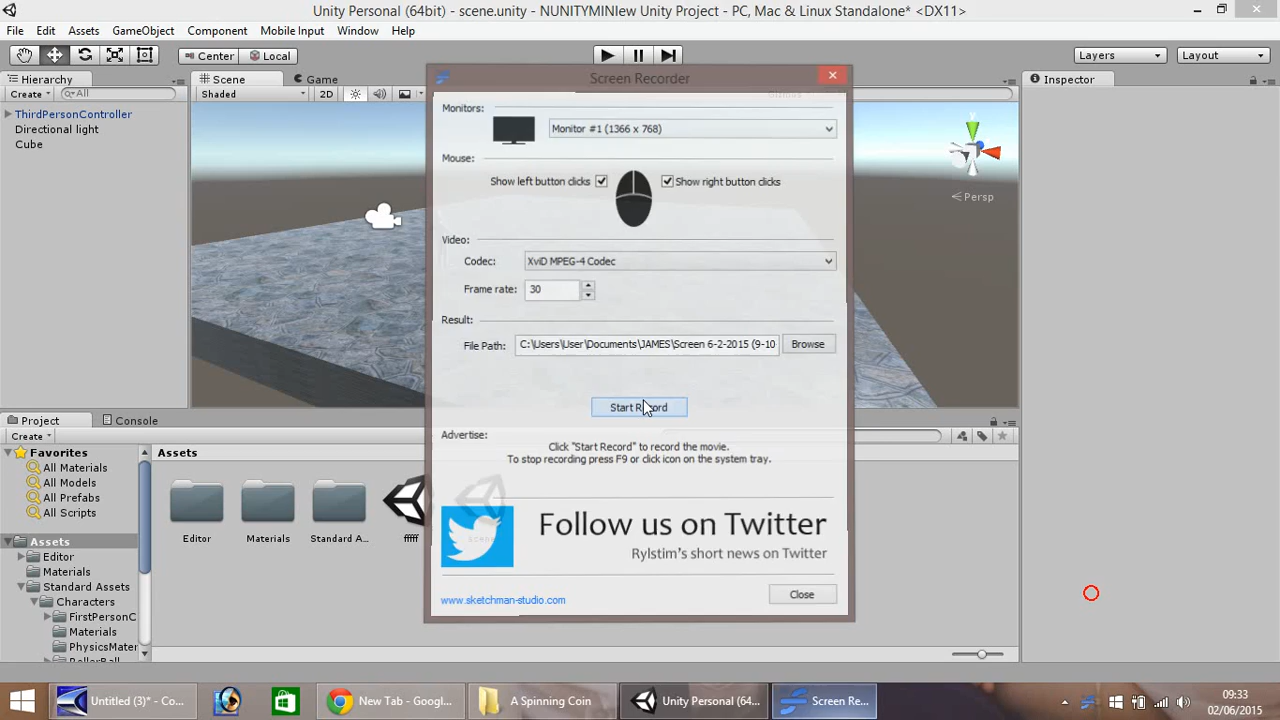 Unity Personal (64bit) - scene.unity - NUNITYMINIew Unity Project - PC, Mac & Linux Standalone* <DX11>
File Edit Assets GameObject Component Mobile Input Window Help
Center Local Layers Layout
Hierarchy
Create All
ThirdPersonController
Directional light
Cube
Scene Game
Shaded 2D
Persp
Inspector
Screen Recorder
Monitors:
Monitor #1 (1366 x 768)
Mouse:
Show left button clicks Show right button clicks
Video:
Codec: XviD MPEG-4 Codec
Frame rate: 30
Result:
File Path: C:\Users\User\Documents\JAMES\Screen 6-2-2015 (9-10 Browse
Start Record
Advertise:
Click "Start Record" to record the movie.
To stop recording press F9 or click icon on the system tray.
Follow us on Twitter
Rylstim's short news on Twitter
www.sketchman-studio.com
Close
Project Console
Create
Favorites
All Materials
All Models
All Prefabs
All Scripts
Assets
Editor
Materials
Standard Assets
Characters
FirstPersonC
Materials
PhysicsMater
RollerBall
Assets
Editor Materials Standard A... fffff
Untitled (3)* - Co... New Tab - Googl... A Spinning Coin Unity Personal (64... Screen Re...
09:33
02/06/2015